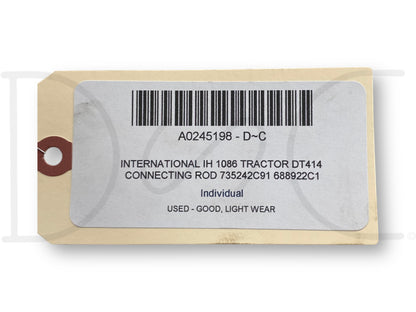 A0245198 - D~C
INTERNATIONAL IH 1086 TRACTOR DT414
CONNECTING ROD 735242C91 688922C1
Individual
USED - GOOD, LIGHT WEAR